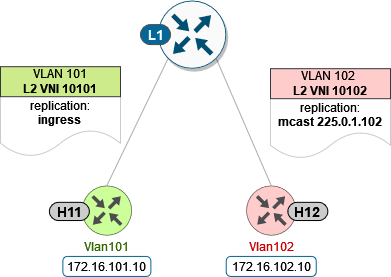 L1
VLAN 101
L2 VNI 10101
replication:
ingress
VLAN 102
L2 VNI 10102
replication:
mcast 225.0.1.102
H11
H12
Vlan101
Vlan102
172.16.101.10
172.16.102.10